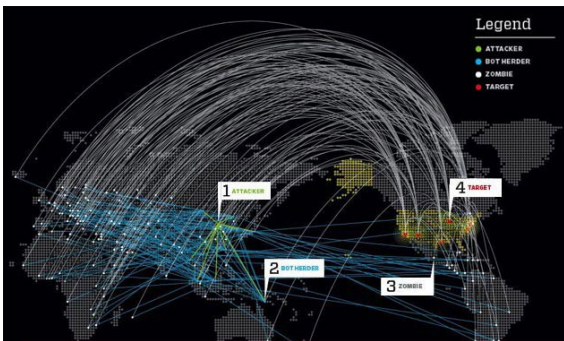 Legend
ATTACKER
BOT HERDER
ZOMBIE
TARGET
1 ATTACKER
4 TARGET
2 BOT HERDER
3 ZOMBIE